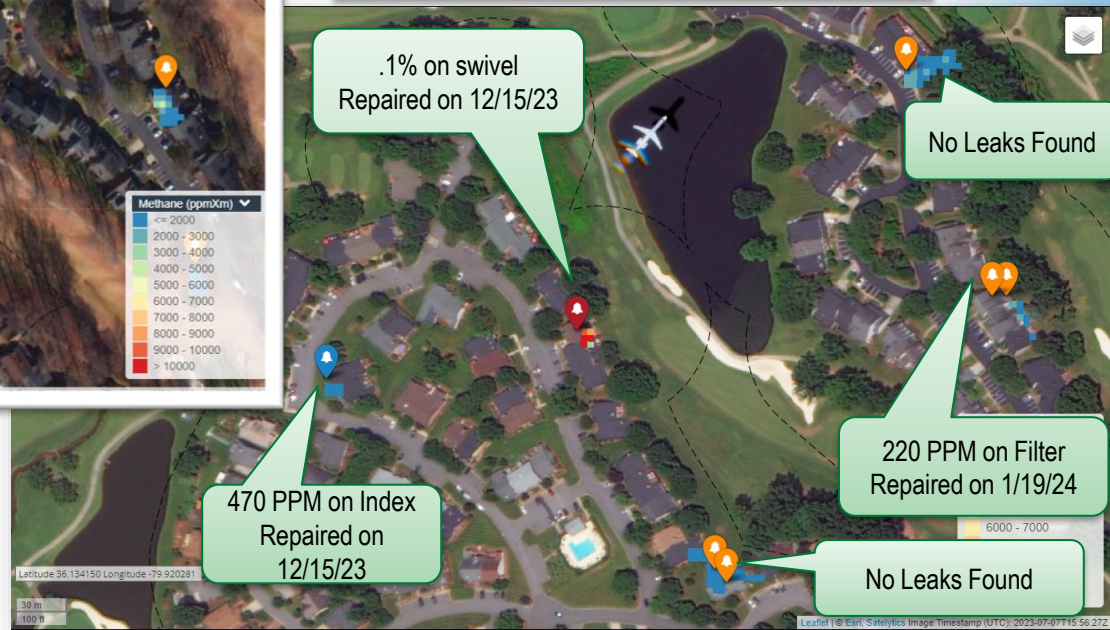 .1% on swivel
Repaired on 12/15/23
No Leaks Found
Methane (ppmXm)
<= 2000
2000 - 3000
3000 - 4000
4000 - 5000
5000 - 6000
6000 - 7000
7000 - 8000
8000 - 9000
9000 - 10000
> 10000
470 PPM on Index
Repaired on
12/15/23
220 PPM on Filter
Repaired on 1/19/24
6000 - 7000
No Leaks Found
Latitude 36.134150 Longitude -79.920281
30 m
100 ft
Leaflet | © Esri, Satelytics Image Timestamp (UTC): 2023-07-07T15:56:27Z